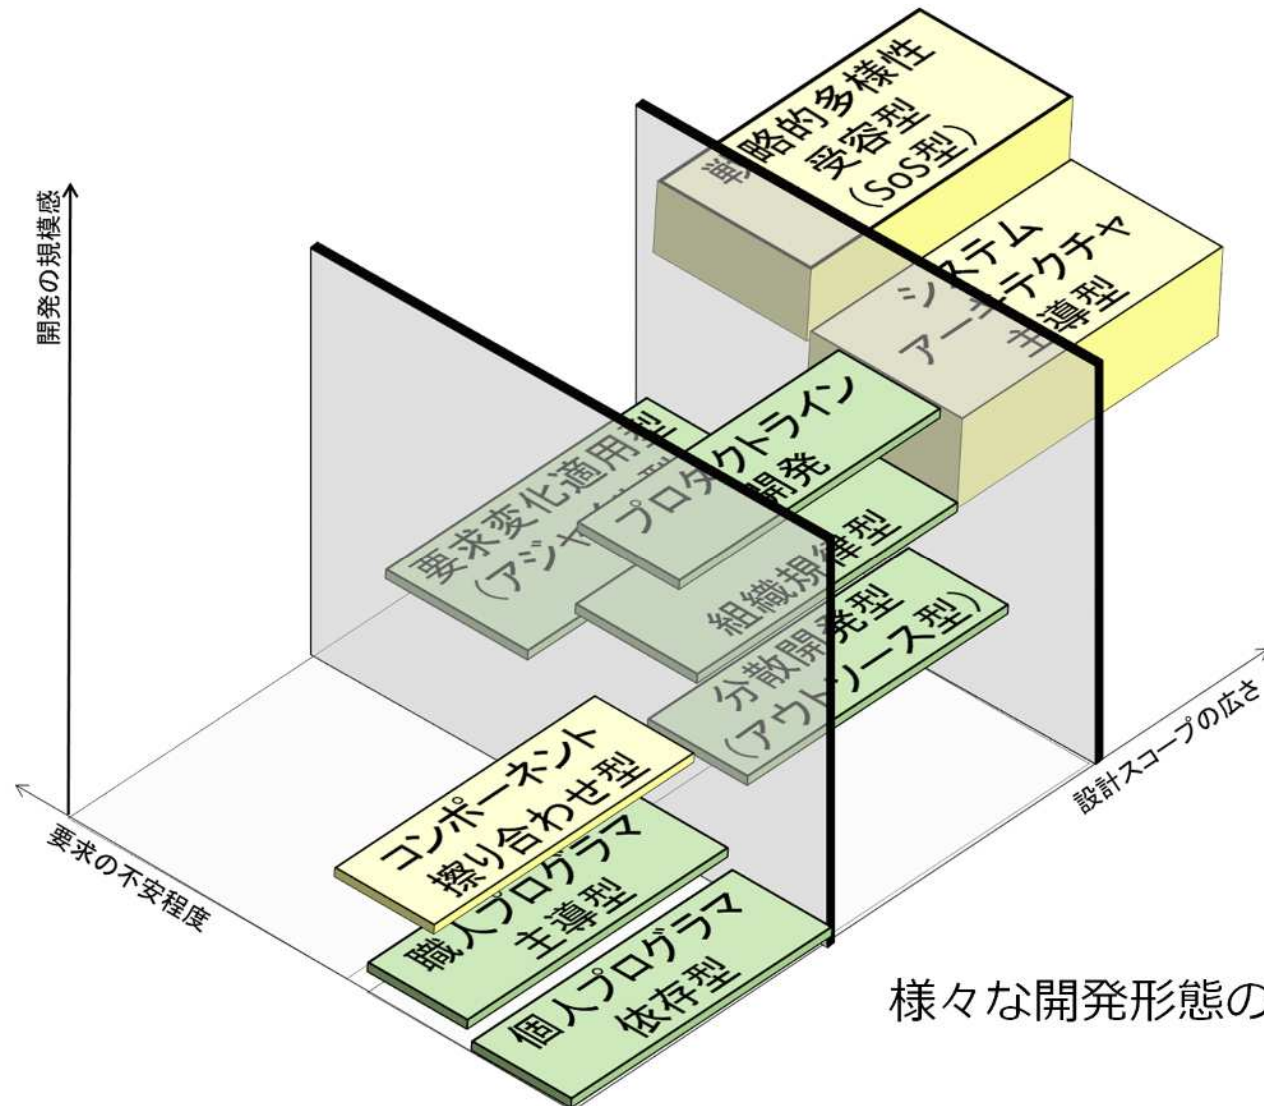 戦略的多様性
受容型
（SoS型）
システム
アーキテクチャ
主導型
開発の規模感
プロダクトライン
開発
要求変化適用型
（アジャイル型
組織規律型
分散開発型
（アウトソース型）
設計スコープの広さ
コンポーネント
擦り合わせ型
要求の不安程度
職人プログラマ
主導型
個人プログラマ
依存型
様々な開発形態の